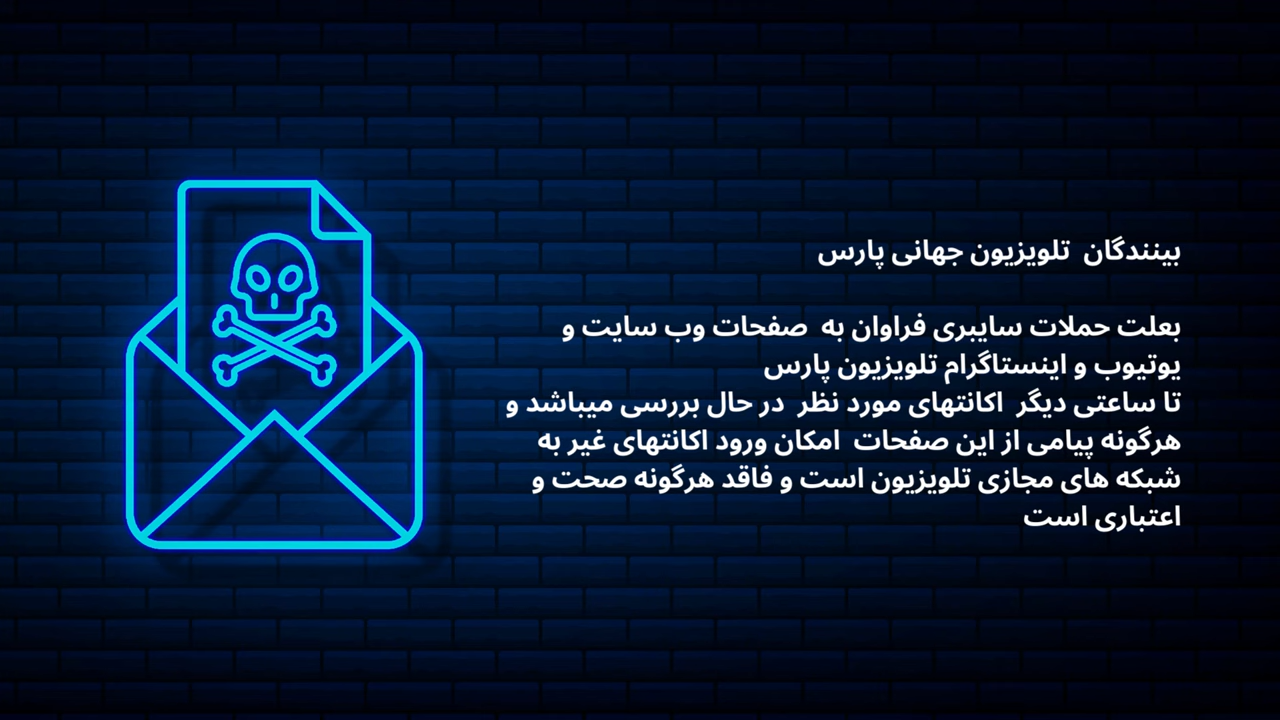 بینندگان تلویزیون جهانی پارس
بعلت حملات سایبری فراوان به صفحات وب سایت و
یوتیوب و اینستاگرام تلویزیون پارس
تا ساعتی دیگر اکانتهای مورد نظر در حال بررسی میباشد و
هرگونه پیامی از این صفحات امکان ورود اکانتهای غیر به
شبکه های مجازی تلویزیون است و فاقد هرگونه صحت و
اعتباری است